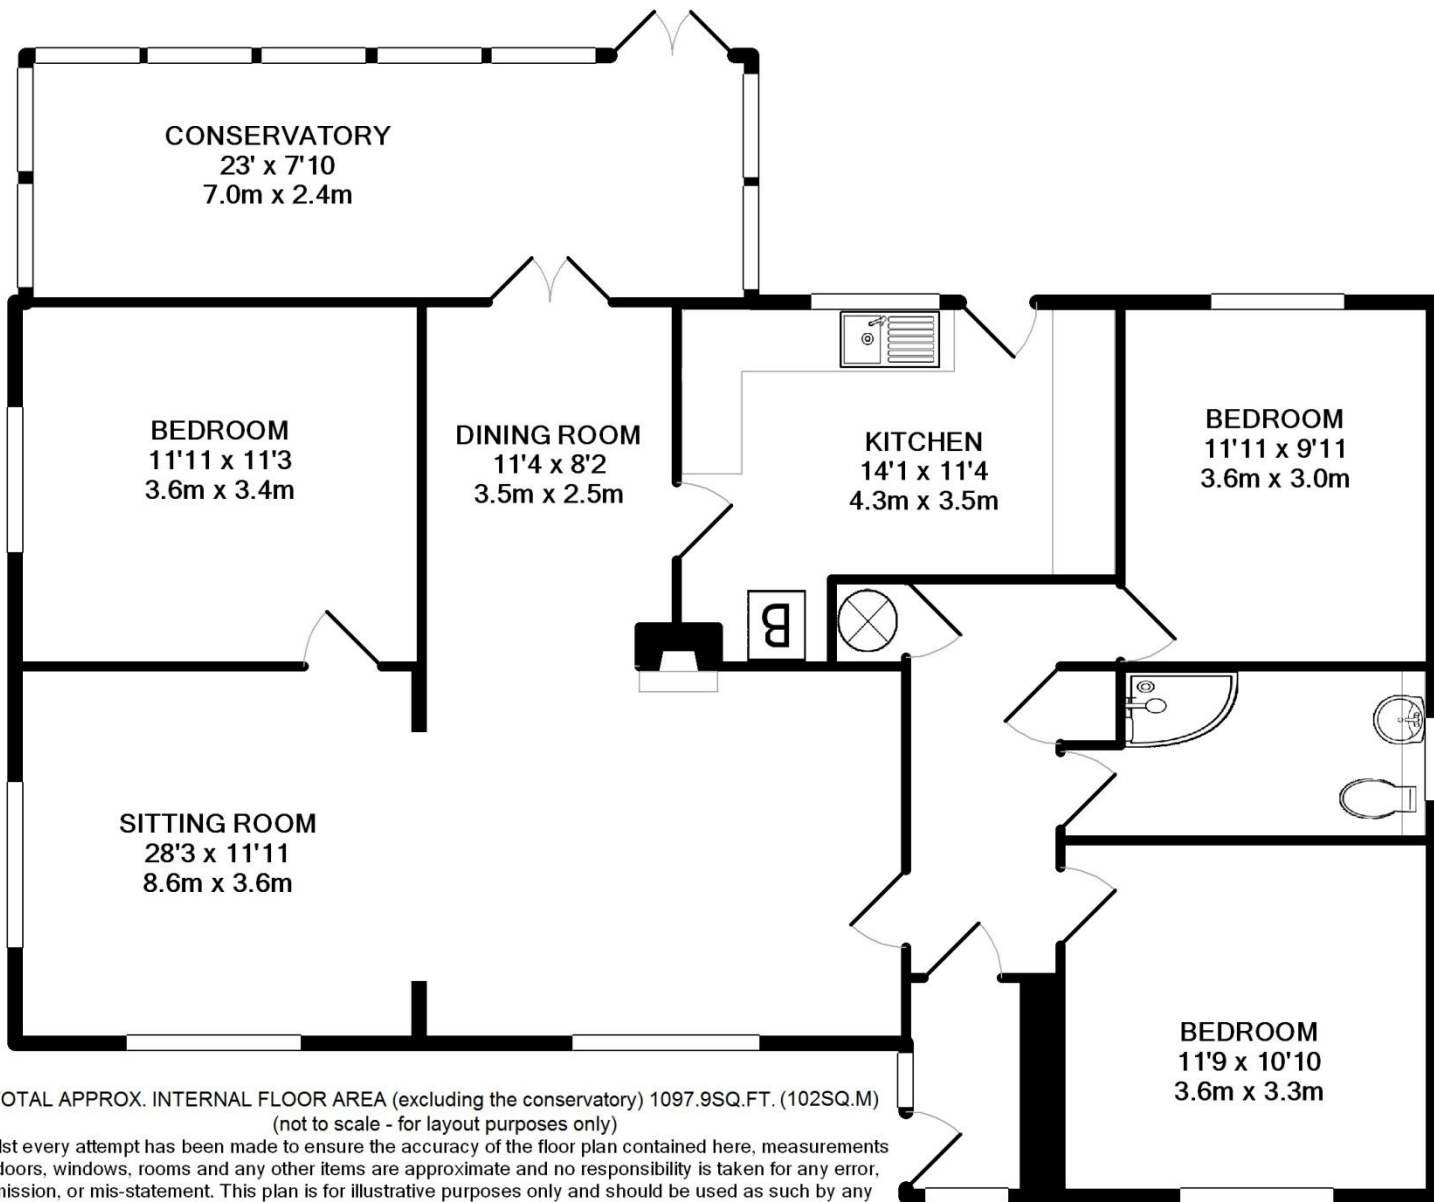 CONSERVATORY
23' x 7'10
7.0m x 2.4m
BEDROOM
11'11 x 11'3
3.6m x 3.4m
DINING ROOM
11'4 x 8'2
3.5m x 2.5m
KITCHEN
14'1 x 11'4
4.3m x 3.5m
BEDROOM
11'11 x 9'11
3.6m x 3.0m
B
SITTING ROOM
28'3 x 11'11
8.6m x 3.6m
BEDROOM
11'9 x 10'10
3.6m x 3.3m
OTAL APPROX. INTERNAL FLOOR AREA (excluding the conservatory) 1097.9SQ.FT. (102SQ.M)
(not to scale - for layout purposes only)
lst every attempt has been made to ensure the accuracy of the floor plan contained here, measurements
doors, windows, rooms and any other items are approximate and no responsibility is taken for any error,
mission, or mis-statement. This plan is for illustrative purposes only and should be used as such by any